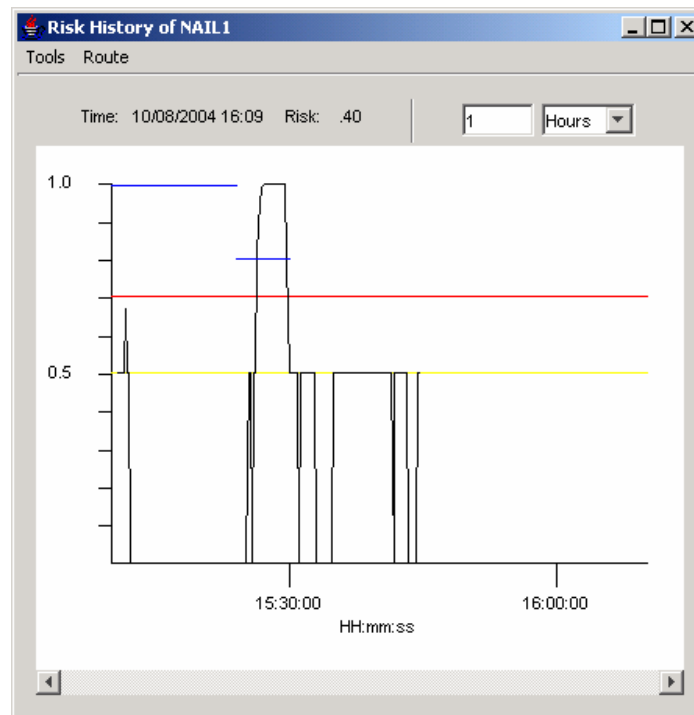 Risk History of NAIL1
Tools Route
Time: 10/08/2004 16:09 Risk: .40 1 Hours
1.0
0.5
15:30:00 16:00:00
HH:mm:ss